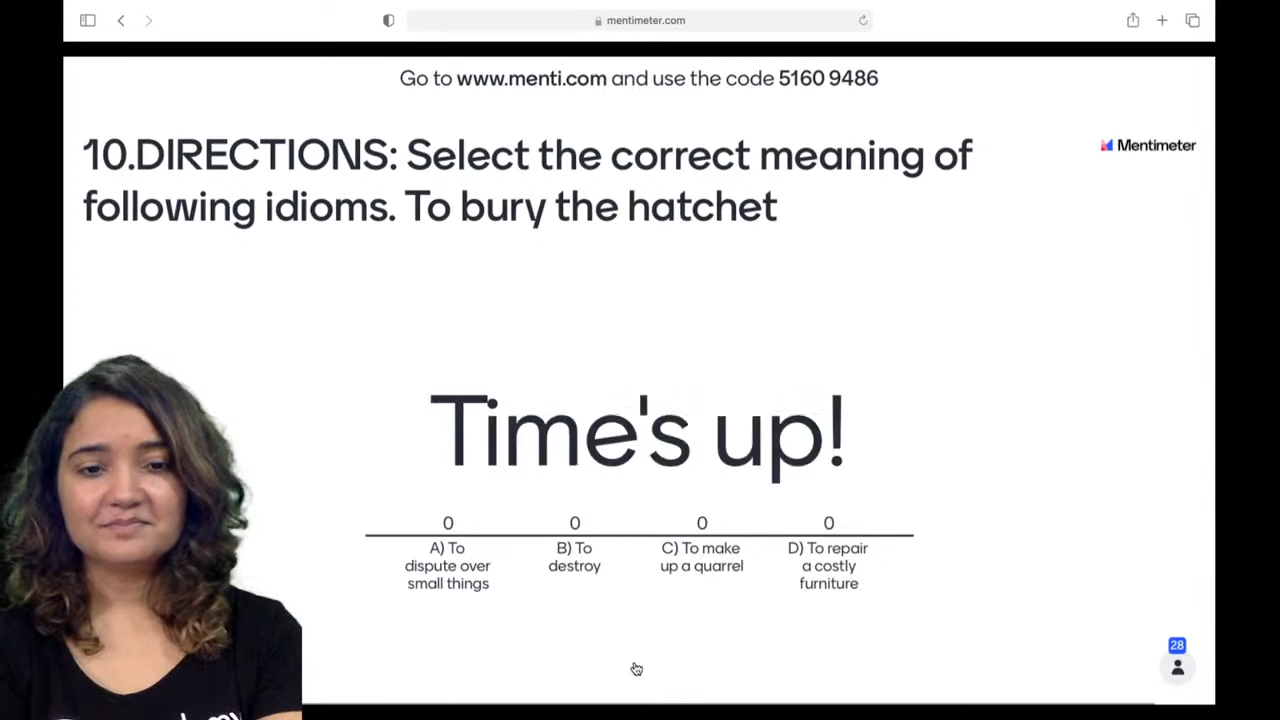 mentimeter.com
Go to www.menti.com and use the code 5160 9486
10.DIRECTIONS: Select the correct meaning of
following idioms. To bury the hatchet
Mentimeter
Time's up!
0 0 0 0
A) To
dispute over
small things
B) To
destroy
C) To make
up a quarrel
D) To repair
a costly
furniture
28